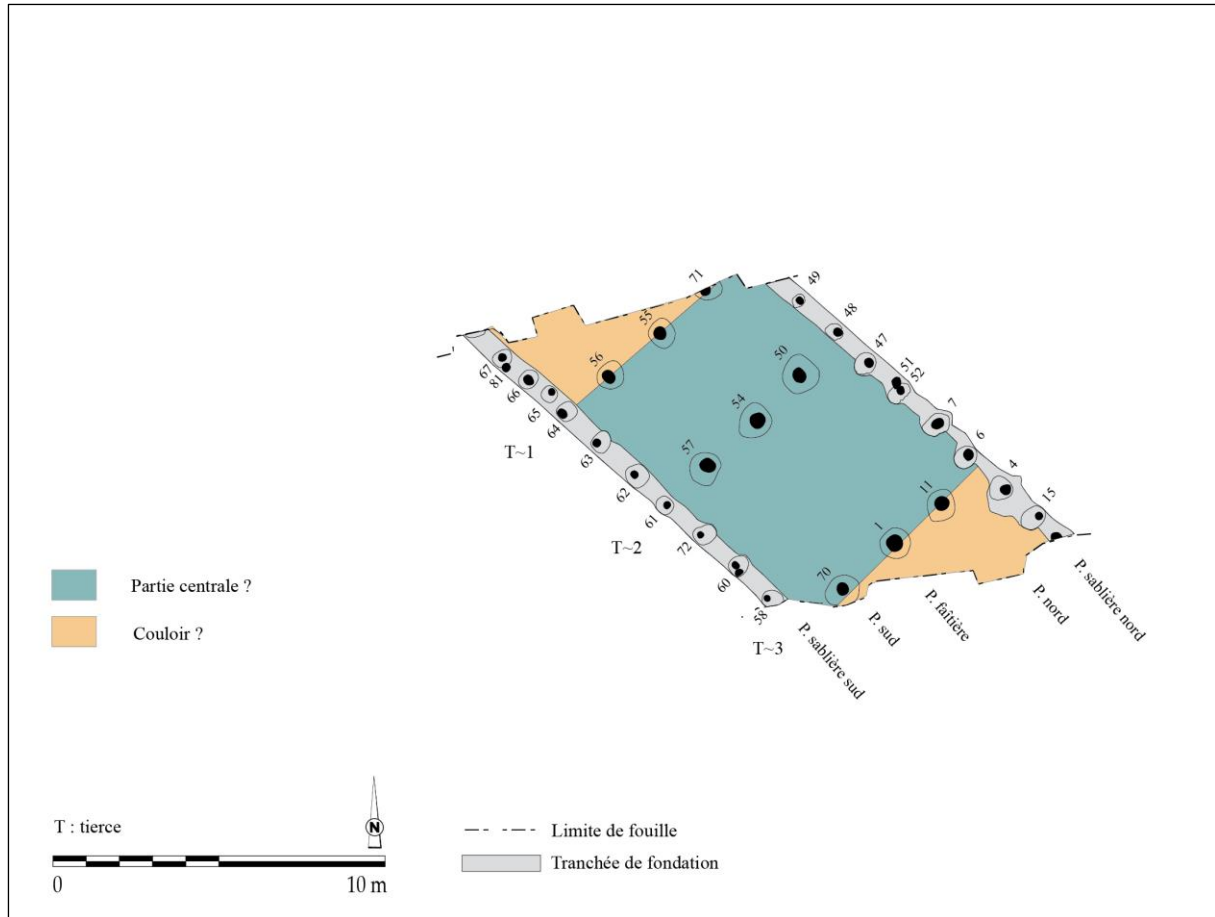 49
71
48
55
47
50
51
52
56
67
81
66
7
54
65
64
6
T~1
63
57
4
62
11
15
61
T~2
1
72
P. sablière nord
60
70
P. nord
P. faîtière
58
P. sud
T~3
P. sablière sud
Partie centrale ?
Couloir ?
T : tierce
N
Limite de fouille
Tranchée de fondation
0
10 m